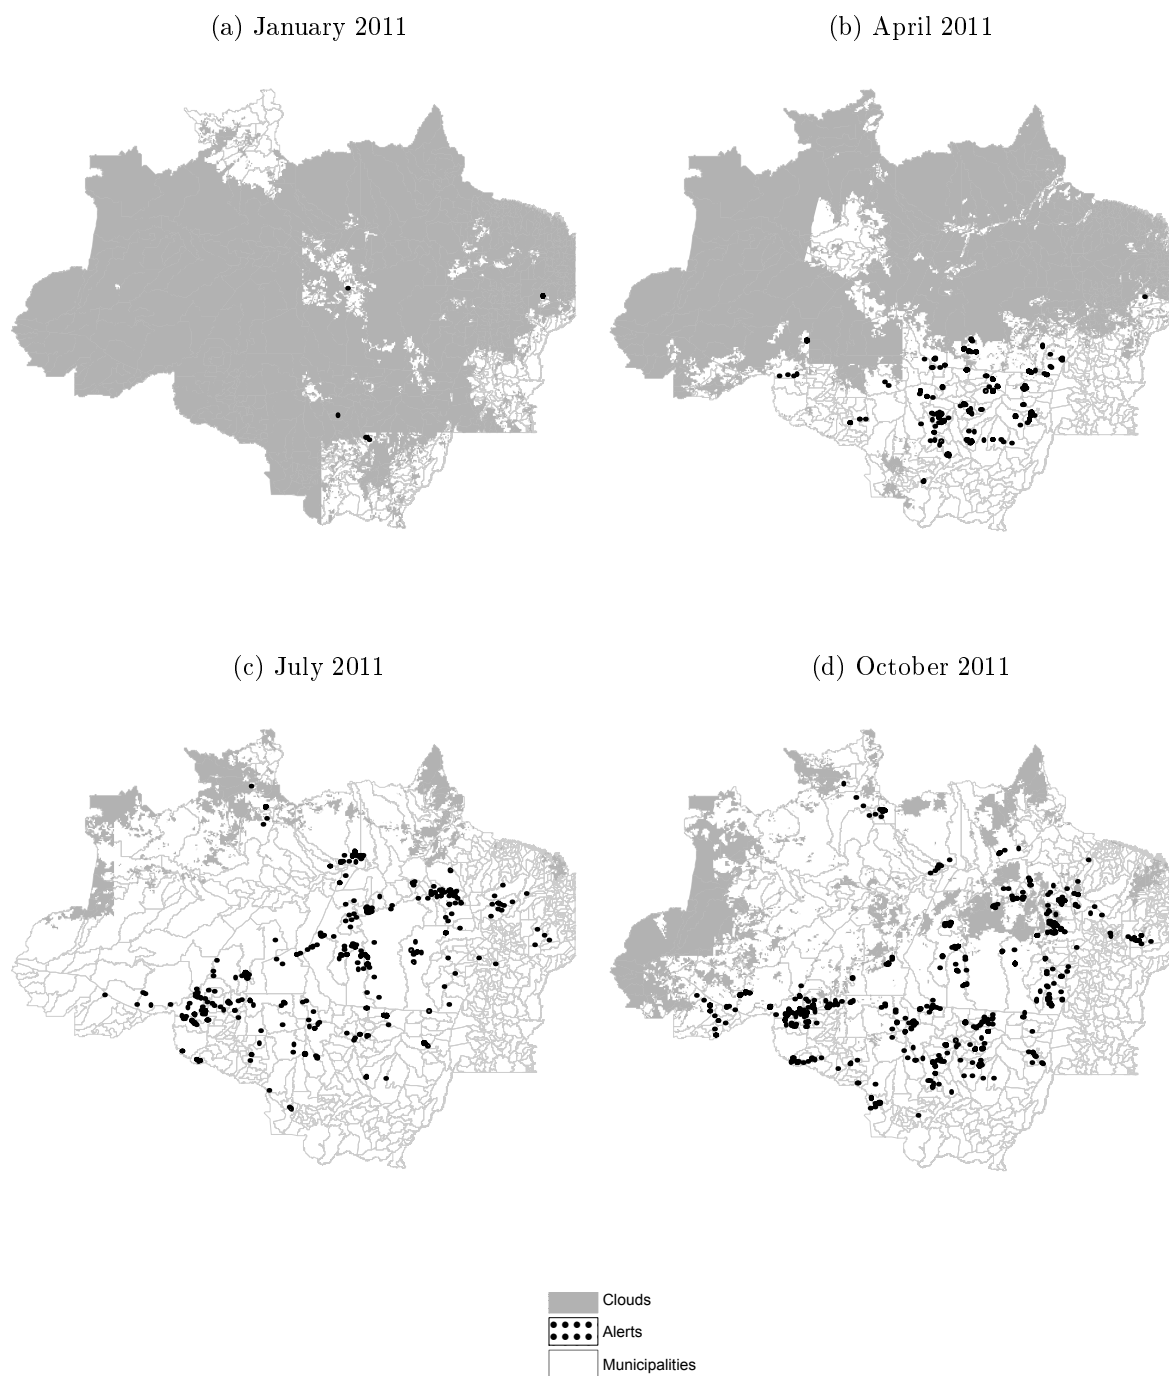 (a) January 2011
(b) April 2011
(c) July 2011
(d) October 2011
Clouds
Alerts
Municipalities